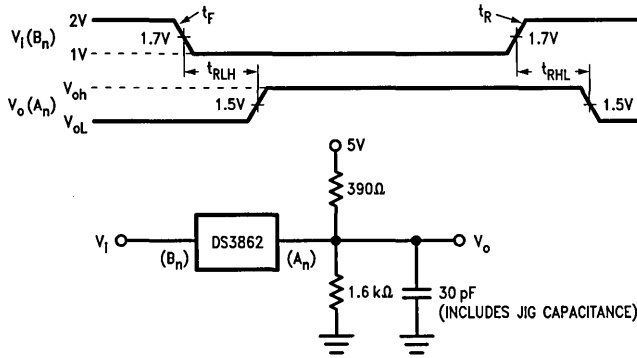 t_F
t_R
2V
V_I (B_n)
1.7V
1.7V
1V
t_RLH
t_RHL
V_oh
V_o (A_n)
1.5V
1.5V
V_oL
5V
390Ω
V_I
DS3862
V_o
(B_n)
(A_n)
1.6 kΩ
30 pF
(INCLUDES JIG CAPACITANCE)